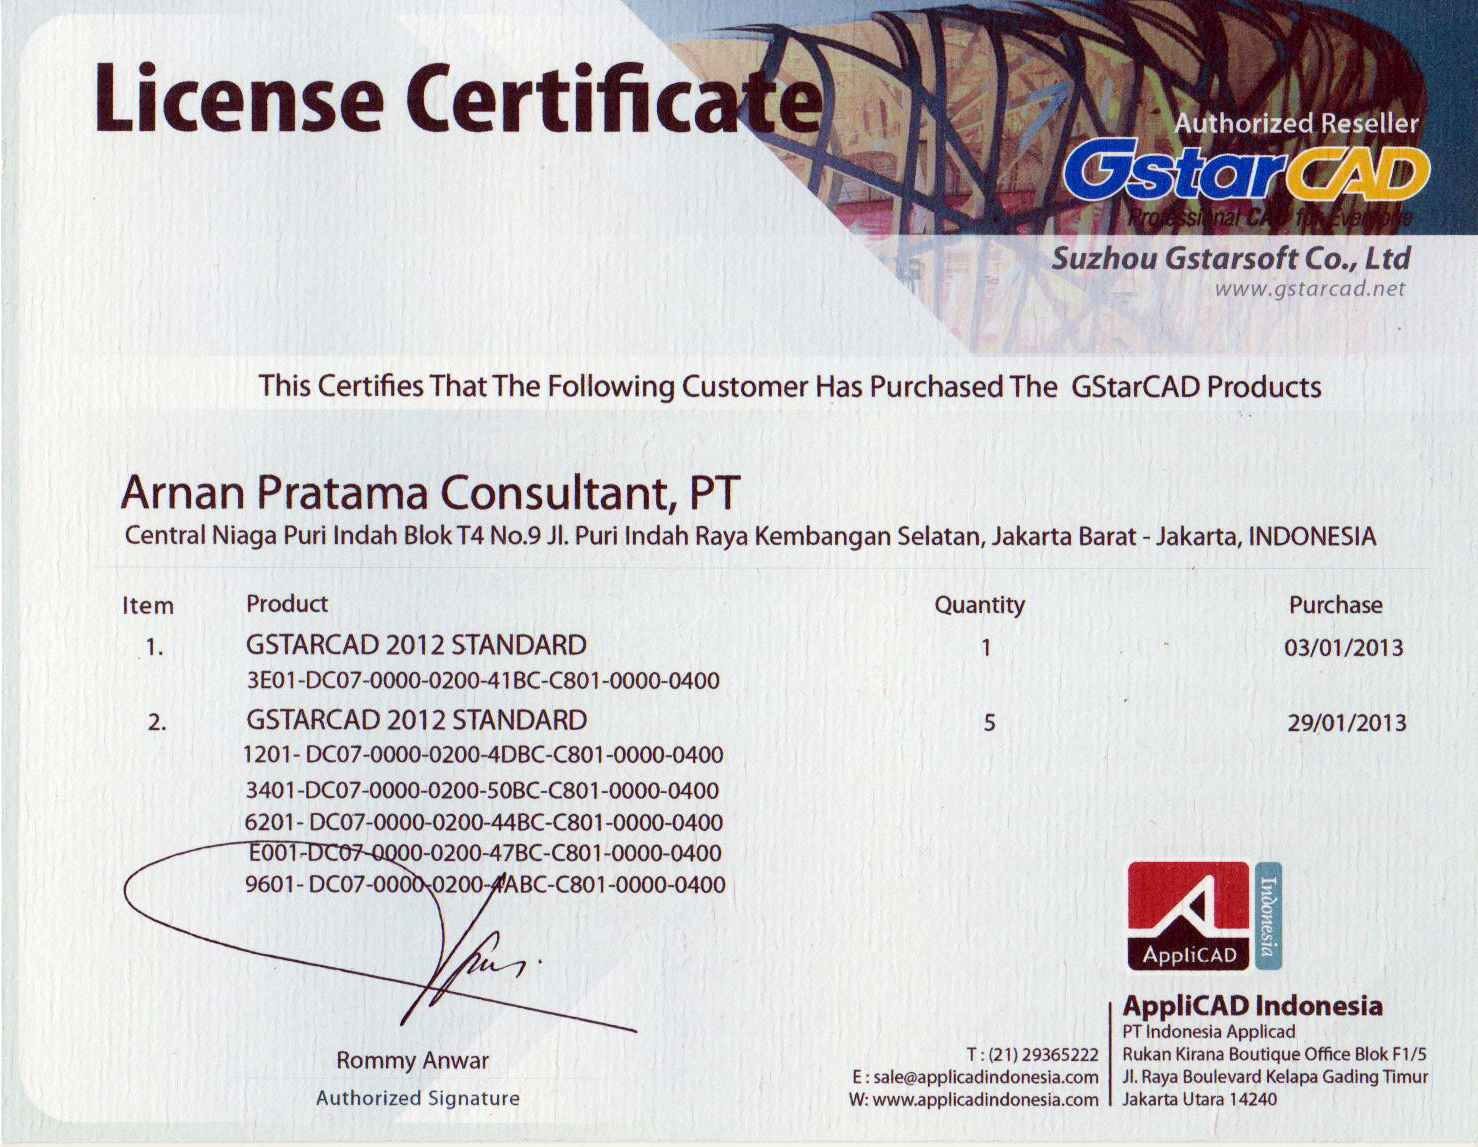 License Certificate
Authorized Reseller
GstarCAD
Professional CAD for Everyone
Suzhou Gstarsoft Co., Ltd
www.gstarcad.net
This Certifies That The Following Customer Has Purchased The GStarCAD Products
Arnan Pratama Consultant, PT
Central Niaga Puri Indah Blok T4 No.9 Jl. Puri Indah Raya Kembangan Selatan, Jakarta Barat - Jakarta, INDONESIA
Item Product Quantity Purchase
1. GSTARCAD 2012 STANDARD 1 03/01/2013
3E01-DC07-0000-0200-41BC-C801-0000-0400
2. GSTARCAD 2012 STANDARD 5 29/01/2013
1201- DC07-0000-0200-4DBC-C801-0000-0400
3401-DC07-0000-0200-50BC-C801-0000-0400
6201- DC07-0000-0200-44BC-C801-0000-0400
E001-DC07-0000-0200-47BC-C801-0000-0400
9601- DC07-0000-0200-4ABC-C801-0000-0400
Rommy Anwar
Authorized Signature
AppliCAD
Indonesia
AppliCAD Indonesia
PT Indonesia Applicad
T : (21) 29365222 Rukan Kirana Boutique Office Blok F1/5
E : sale@applicadindonesia.com Jl. Raya Boulevard Kelapa Gading Timur
W: www.applicadindonesia.com Jakarta Utara 14240